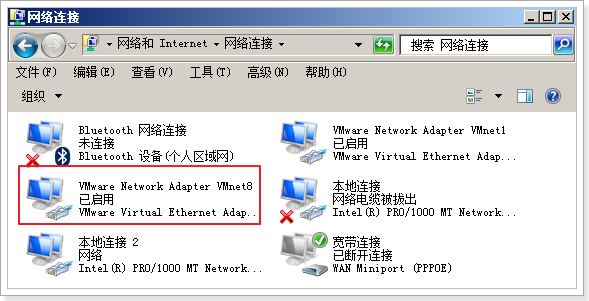 网络连接
网络和 Internet 网络连接
搜索 网络连接
文件(F) 编辑(E) 查看(V) 工具(T) 高级(N) 帮助(H)
组织
Bluetooth 网络连接
未连接
Bluetooth 设备(个人区域网)
VMware Network Adapter VMnet1
已启用
VMware Virtual Ethernet Adap...
VMware Network Adapter VMnet8
已启用
VMware Virtual Ethernet Adap...
本地连接
网络电缆被拔出
Intel(R) PRO/1000 MT Network...
本地连接 2
网络
Intel(R) PRO/1000 MT Network...
宽带连接
已断开连接
WAN Miniport (PPPOE)